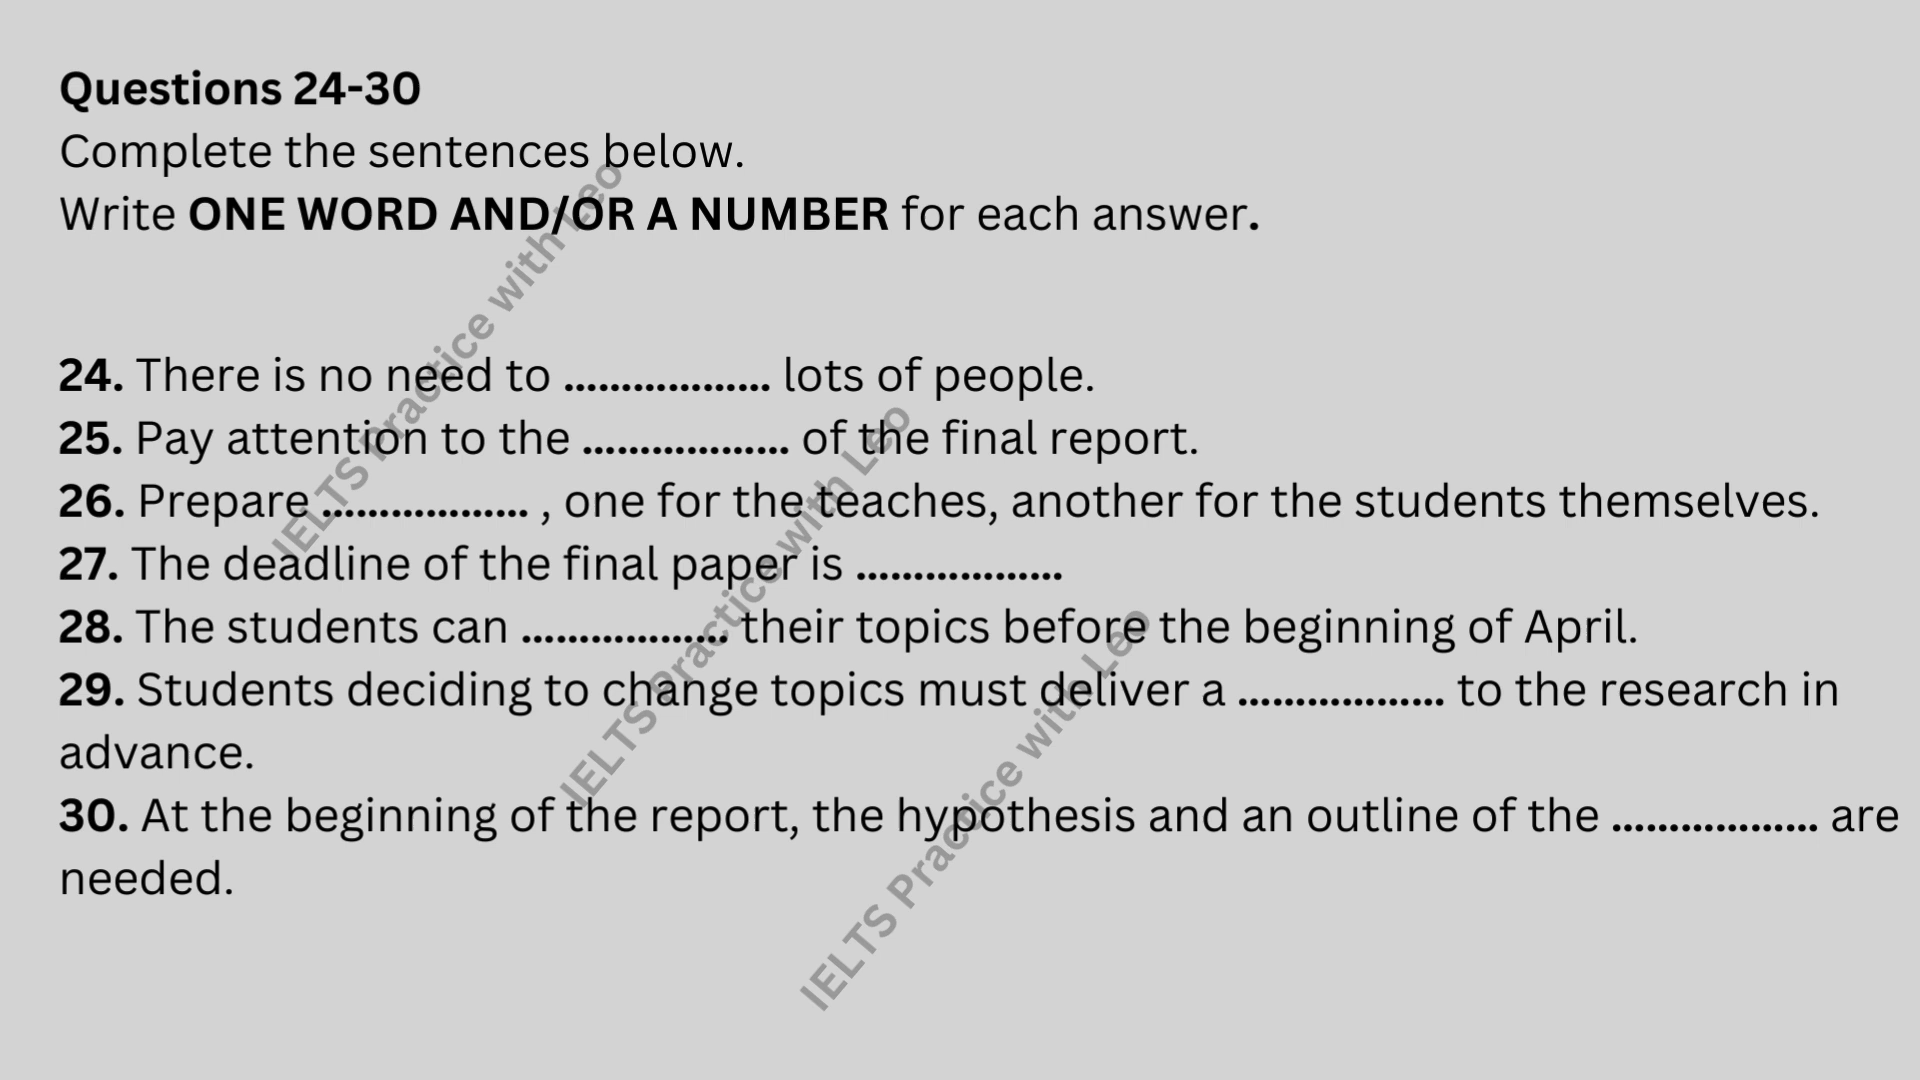 Questions 24-30
Complete the sentences below.
Write ONE WORD AND/OR A NUMBER for each answer.
24. There is no need to .................. lots of people.
25. Pay attention to the .................. of the final report.
26. Prepare .................. , one for the teaches, another for the students themselves.
27. The deadline of the final paper is ..................
28. The students can .................. their topics before the beginning of April.
29. Students deciding to change topics must deliver a .................. to the research in
advance.
30. At the beginning of the report, the hypothesis and an outline of the .................. are
needed.
IELTS Practice with Leo
IELTS Practice with Leo
IELTS Practice with Leo